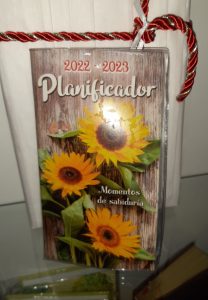 2022 - 2023
Planificador
Momentos
de sabiduría